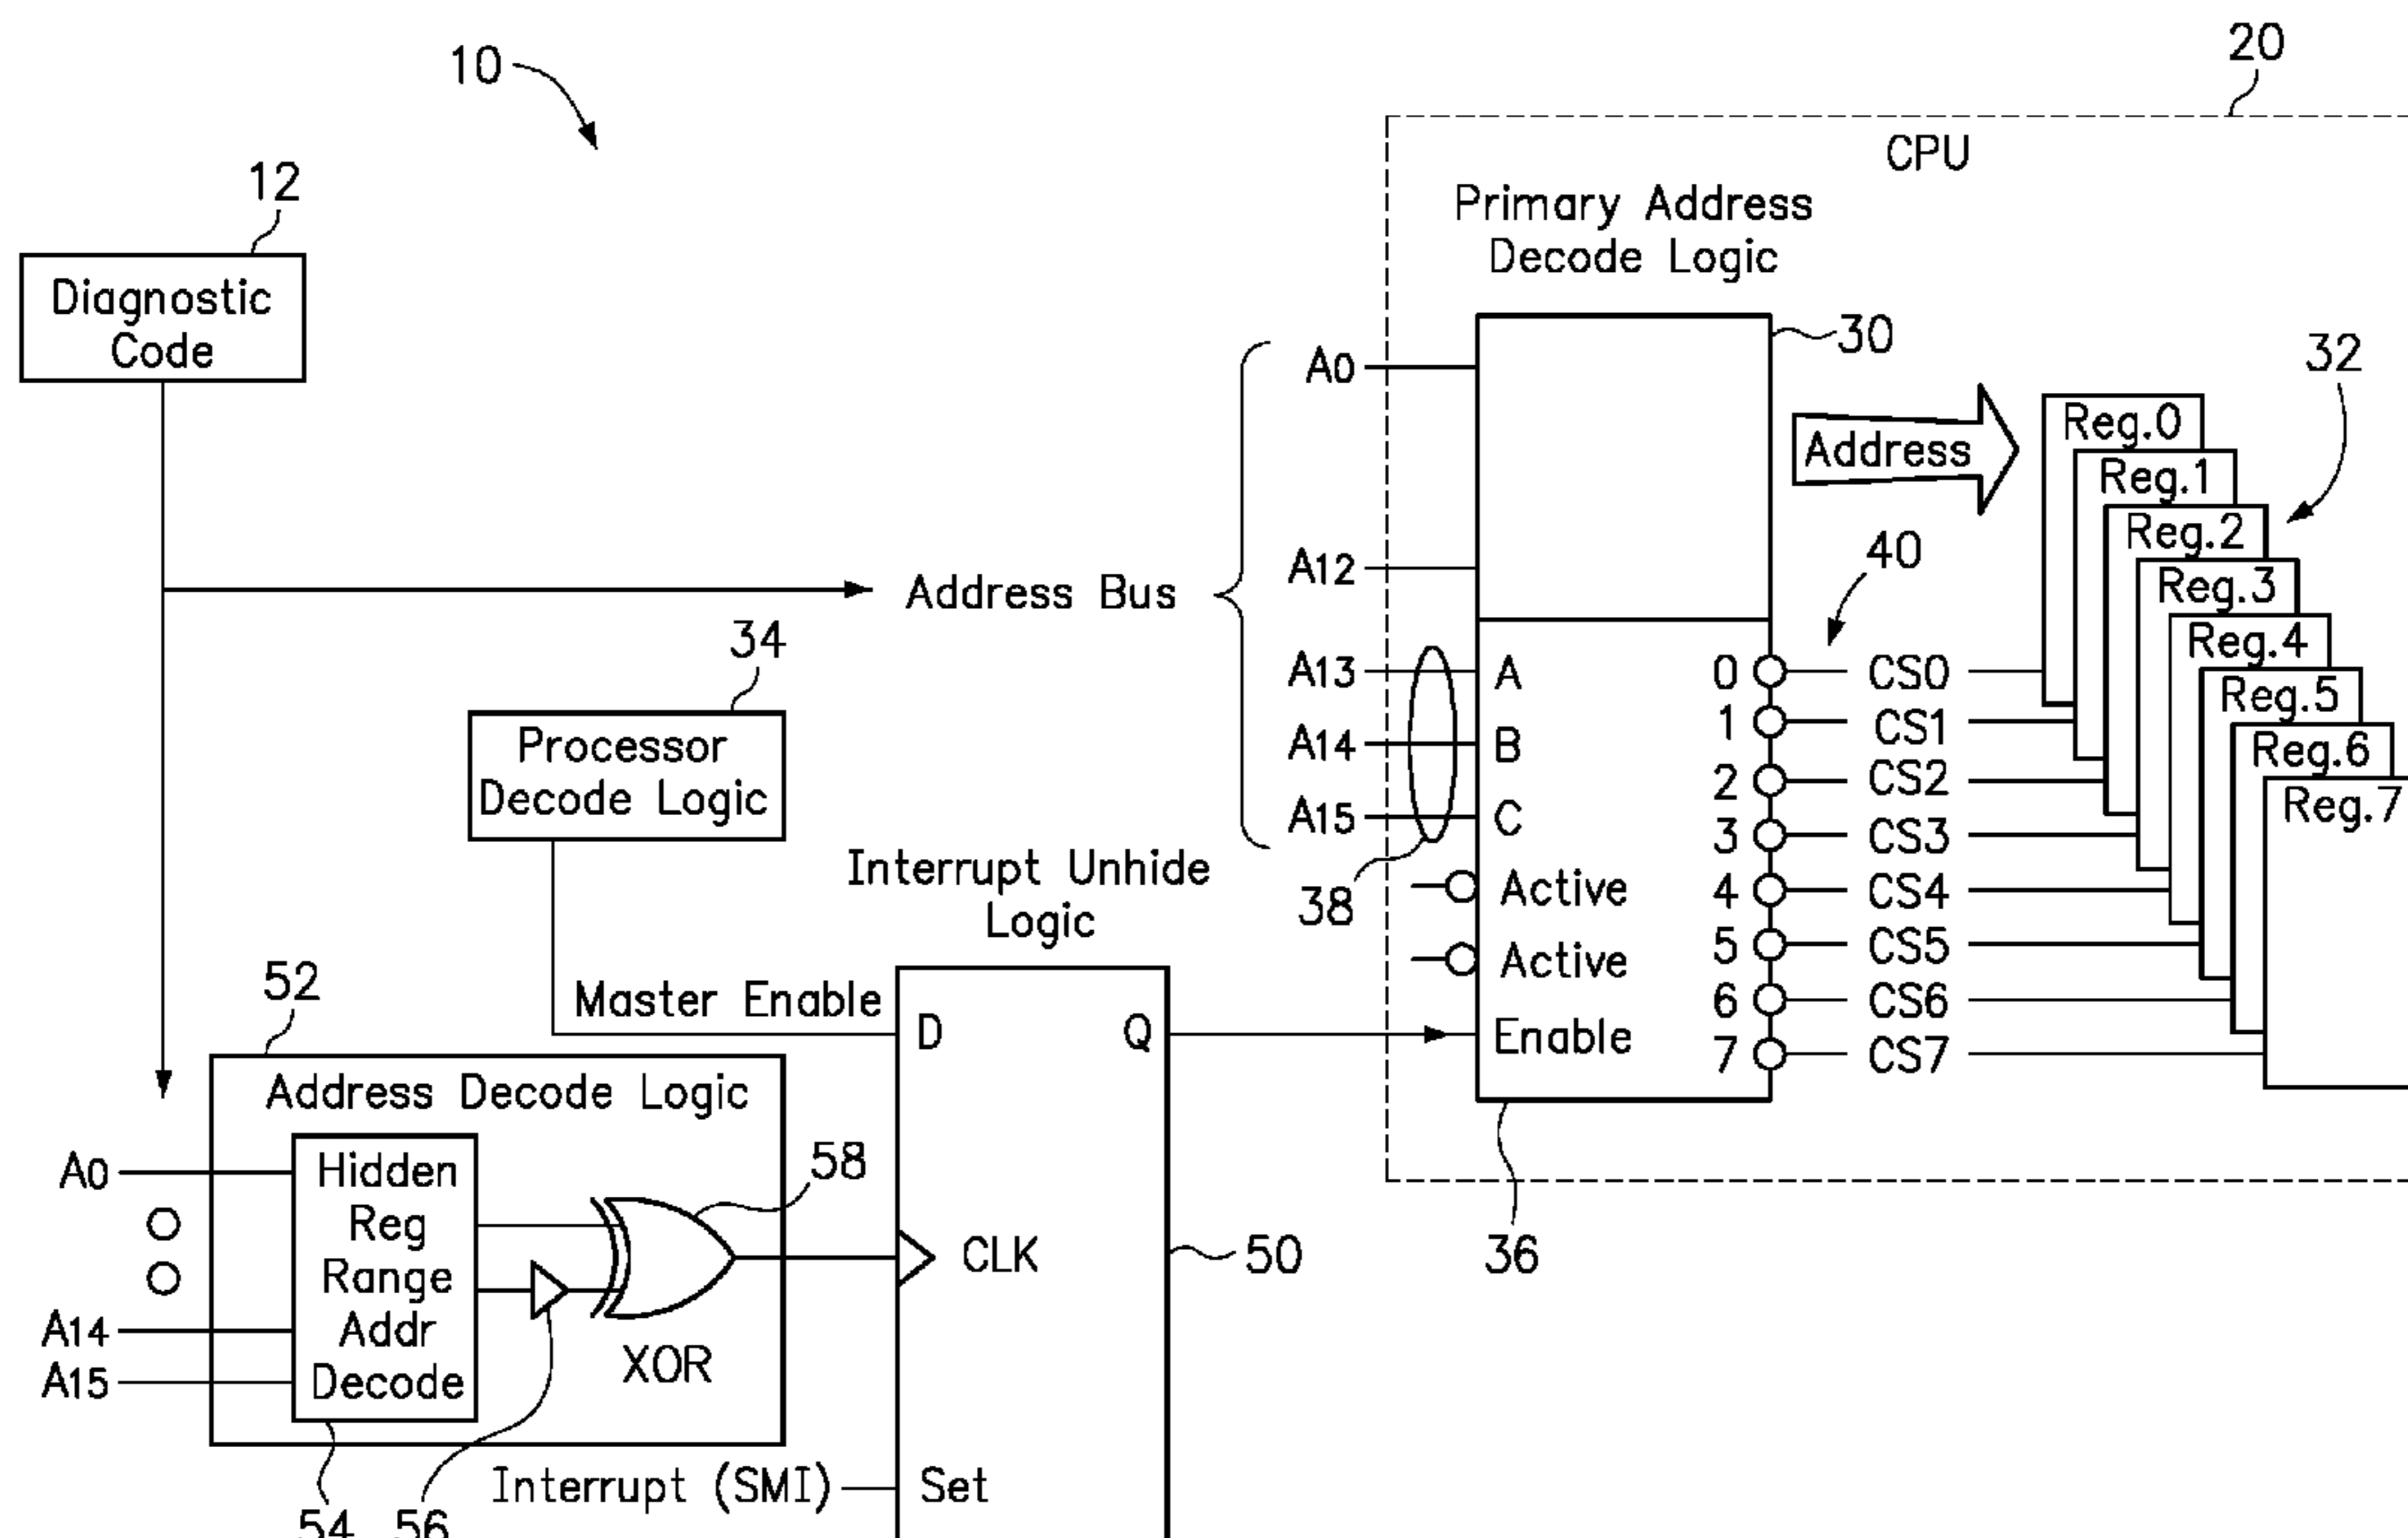 10
20
CPU
12
Primary Address
Decode Logic
Diagnostic
Code
30
32
A0
Address
Reg.0
Reg.1
Reg.2
Reg.3
Reg.4
Reg.5
Reg.6
Reg.7
40
A12
Address Bus
34
A13
A14
A15
A
B
C
Active
Active
Enable
0
1
2
3
4
5
6
7
CS0
CS1
CS2
CS3
CS4
CS5
CS6
CS7
Processor
Decode Logic
38
Interrupt Unhide
Logic
52
Master Enable
D
Q
Address Decode Logic
58
A0
Hidden
Reg
Range
Addr
Decode
A14
A15
XOR
CLK
50
36
Interrupt (SMI)
Set
54
56